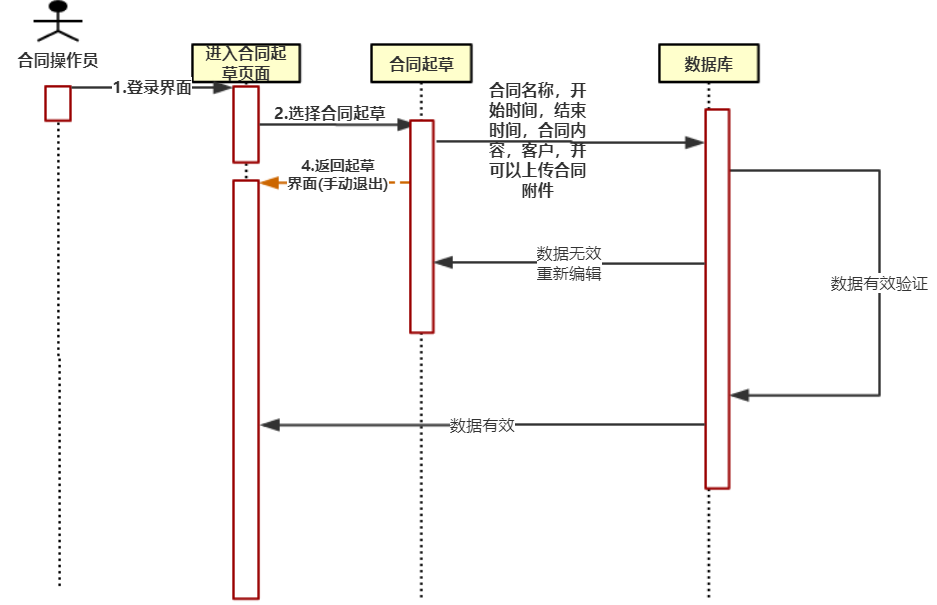 合同操作员
进入合同起
草页面
合同起草
数据库
1.登录界面
2.选择合同起草
合同名称，开
始时间，结束
时间，合同内
容，客户，并
可以上传合同
附件
4.返回起草
界面(手动退出)
数据无效
重新编辑
数据有效验证
数据有效